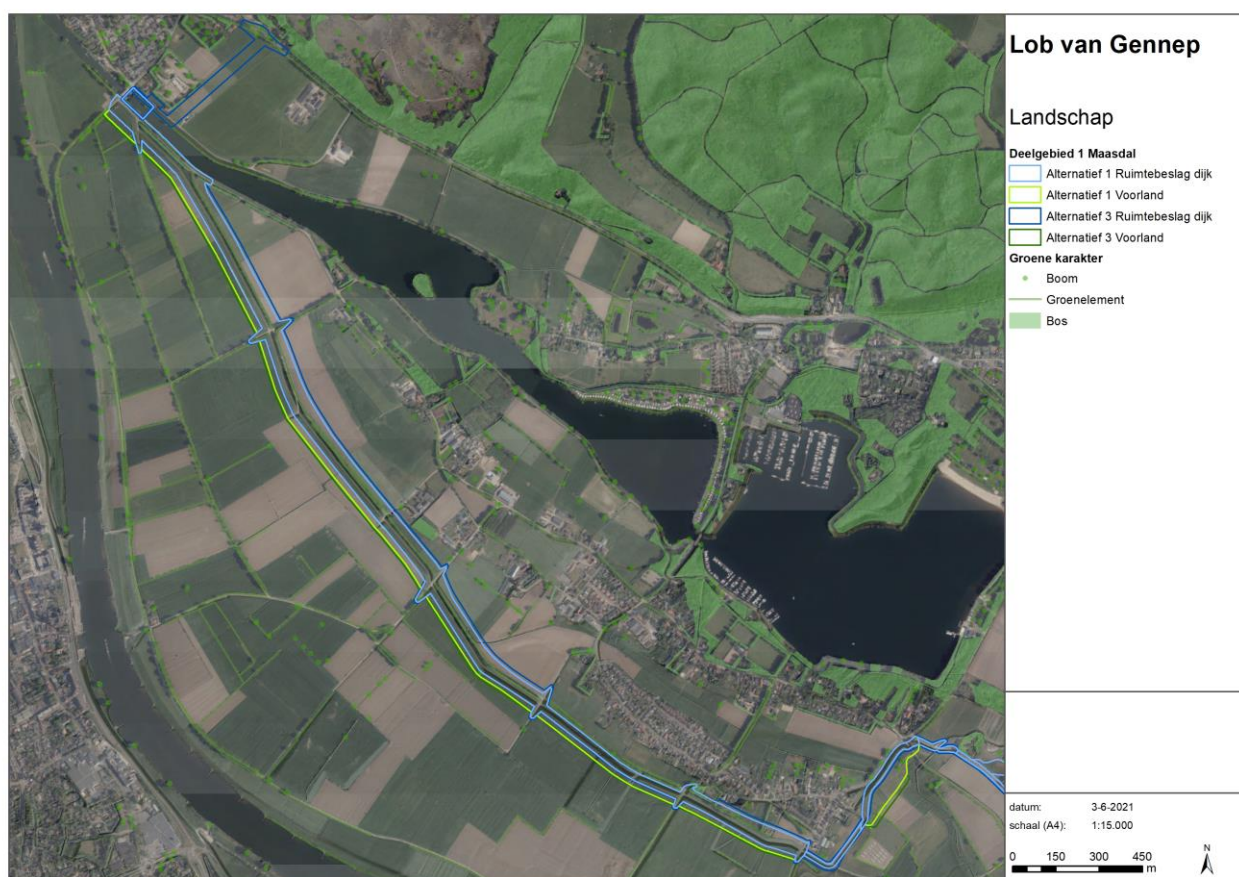 Lob van Gennep
Landschap
Deelgebied 1 Maasdal
Alternatief 1 Ruimtebeslag dijk
Alternatief 1 Voorland
Alternatief 3 Ruimtebeslag dijk
Alternatief 3 Voorland
Groene karakter
Boom
Groenelement
Bos
datum: 3-6-2021
schaal (A4): 1:15.000
N
0 150 300 450
m